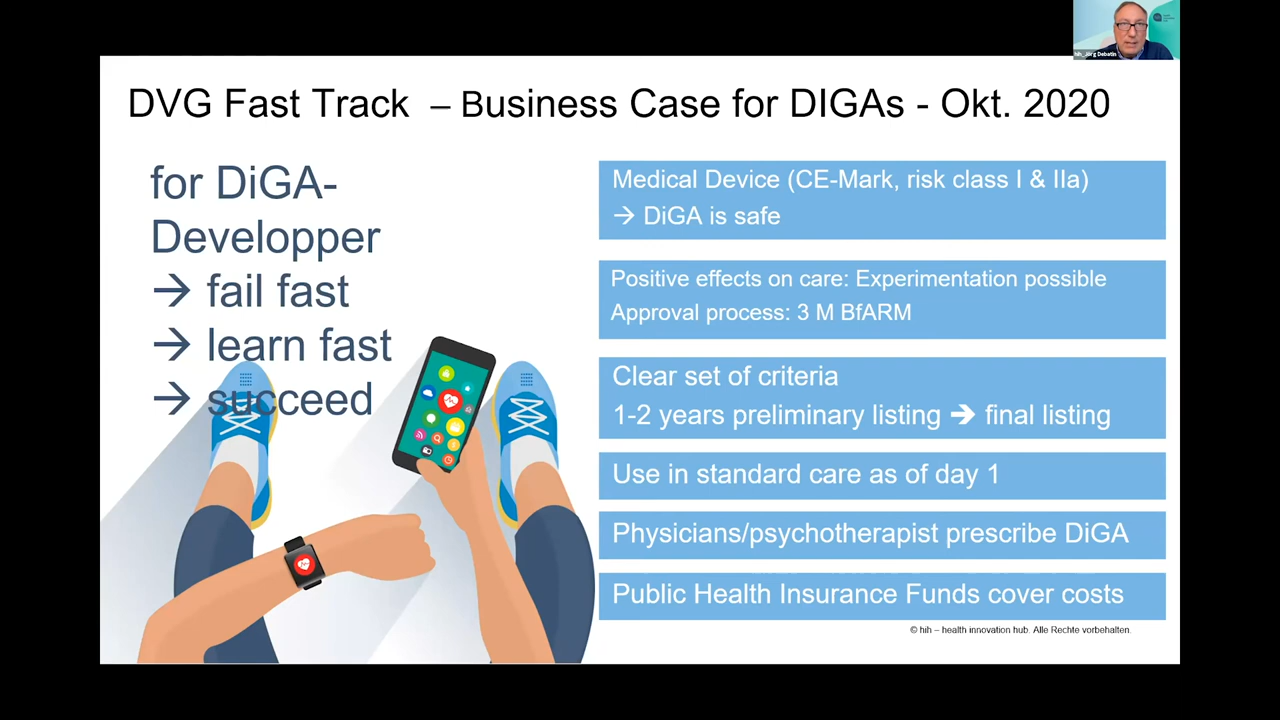 hih_Jörg Debatin
DVG Fast Track – Business Case for DIGAs - Okt. 2020
for DiGA-
Developper
→ fail fast
→ learn fast
→ succeed
Medical Device (CE-Mark, risk class I & IIa)
→ DiGA is safe
Positive effects on care: Experimentation possible
Approval process: 3 M BfARM
Clear set of criteria
1-2 years preliminary listing → final listing
Use in standard care as of day 1
Physicians/psychotherapist prescribe DiGA
Public Health Insurance Funds cover costs
© hih – health innovation hub. Alle Rechte vorbehalten.